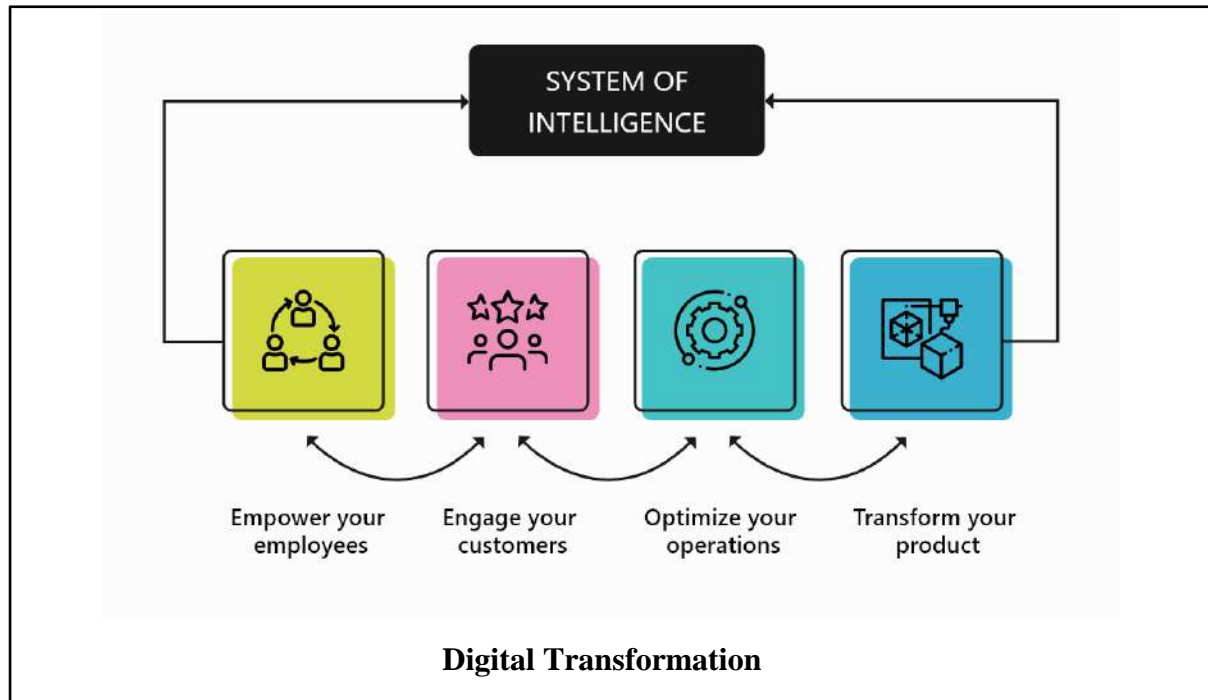 SYSTEM OF
INTELLIGENCE
Empower your
employees
Engage your
customers
Optimize your
operations
Transform your
product
Digital Transformation